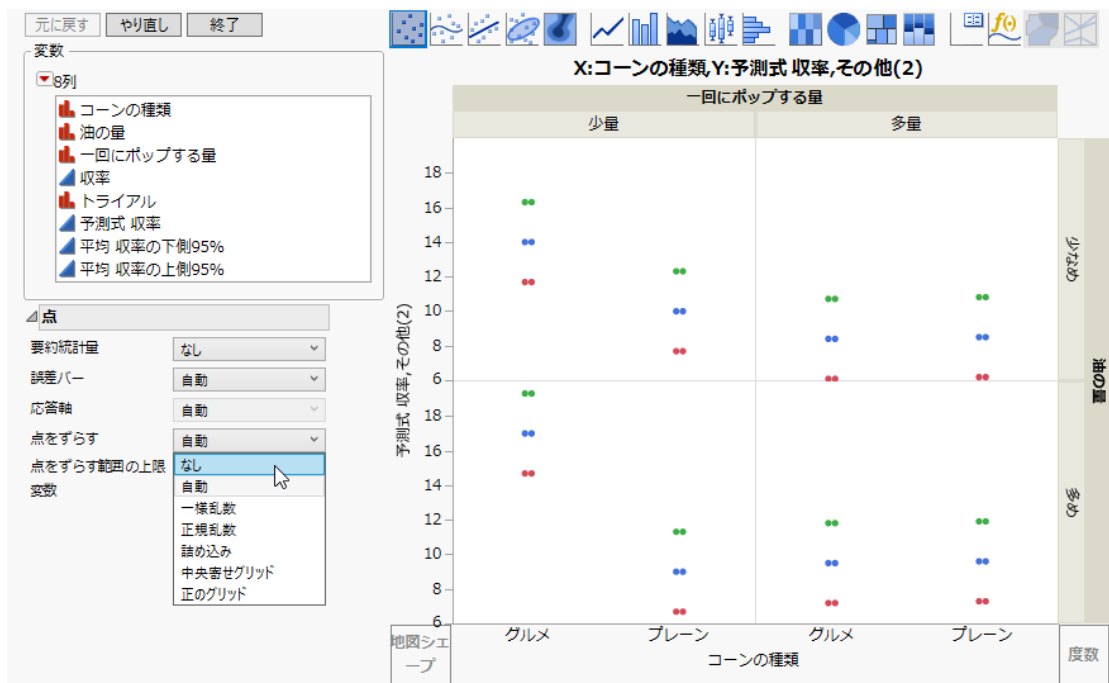 元に戻す やり直し 終了
変数
8列
コーンの種類
油の量
一回にポップする量
収率
トライアル
予測式 収率
平均 収率の下側95%
平均 収率の上側95%
点
要約統計量 なし
誤差バー 自動
応答軸 自動
点をずらす 自動
点をずらす範囲の上限
変数
なし
自動
一様乱数
正規乱数
詰め込み
中央寄せグリッド
正のグリッド
X:コーンの種類,Y:予測式 収率,その他(2)
一回にポップする量
少量 多量
予測式 収率,その他(2)
18
16
14
12
10
8
6
18
16
14
12
10
8
6
少なめ
多め
油の量
グルメ プレーン グルメ プレーン
コーンの種類
地図シェ
ープ
度数